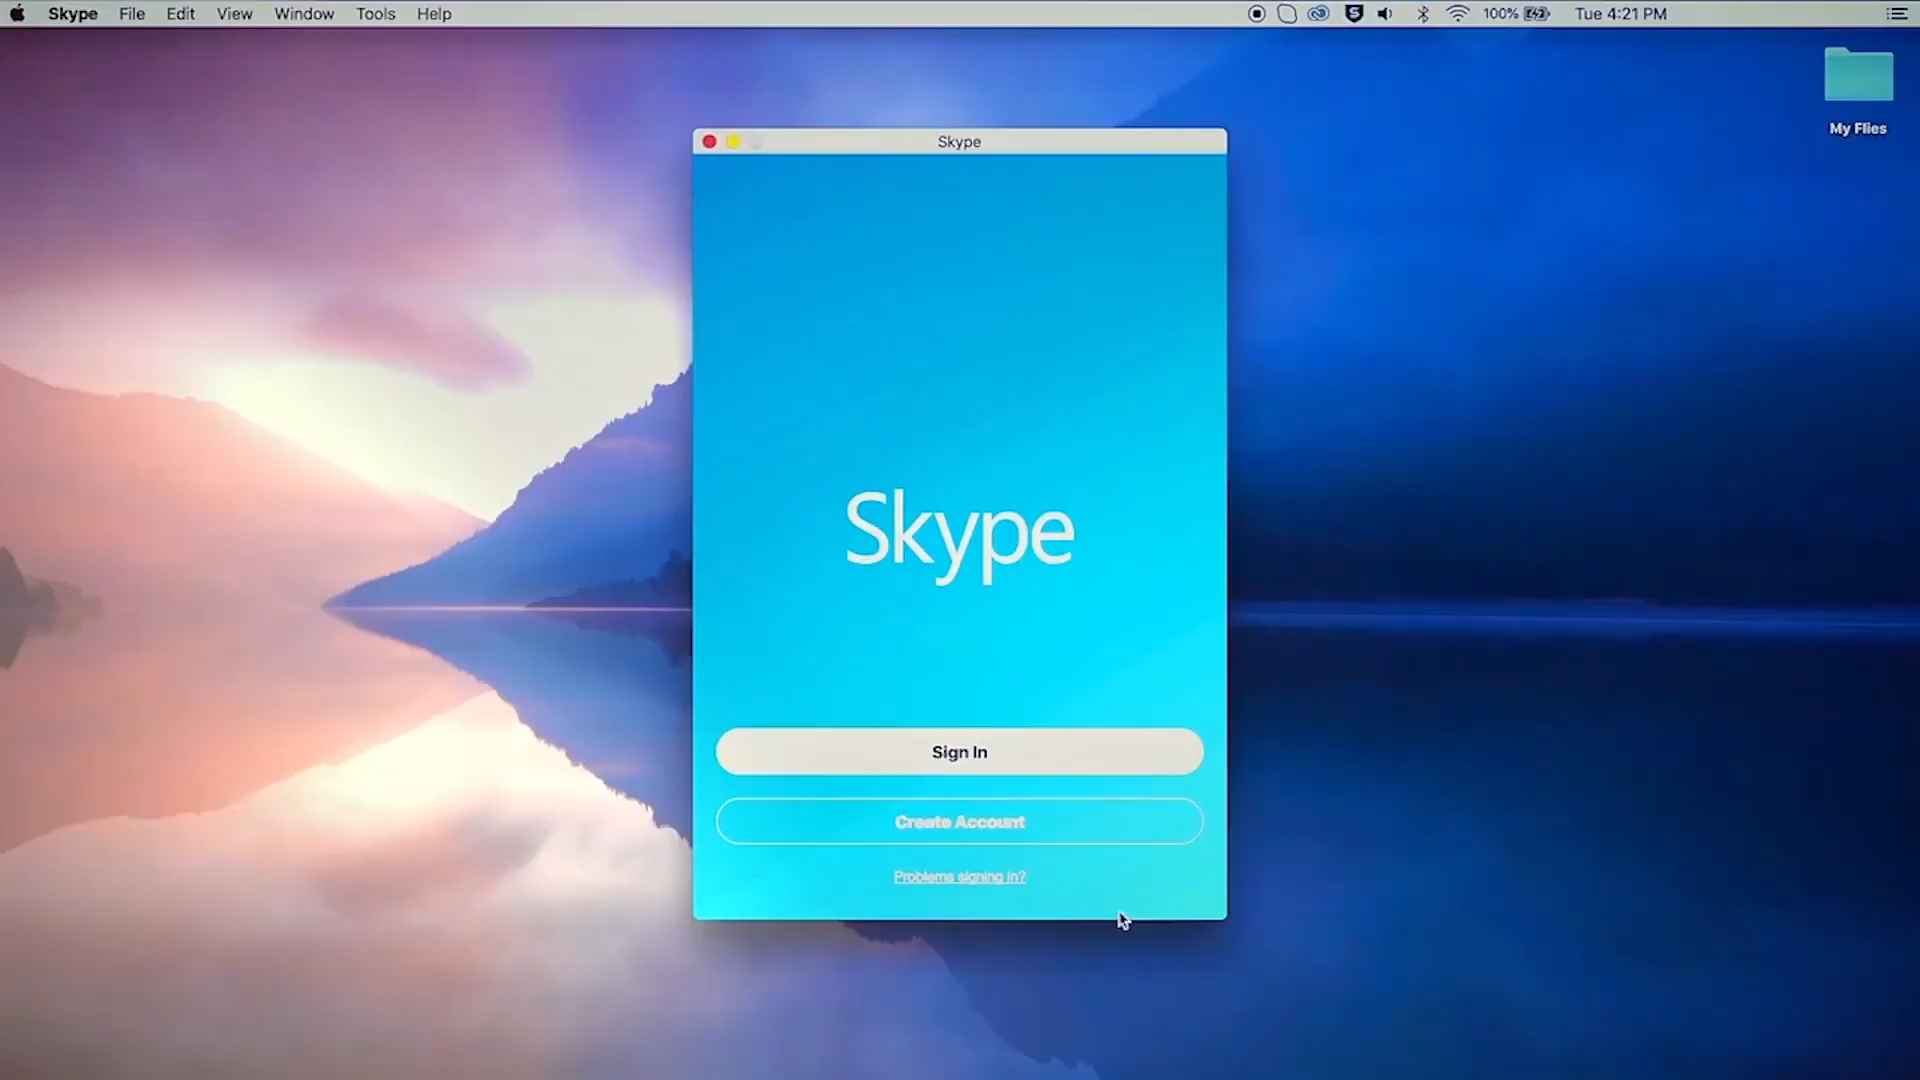 Skype File Edit View Window Tools Help 100% Tue 4:21 PM
My Flies
Skype
Skype
Sign In
Create Account
Problems signing in?